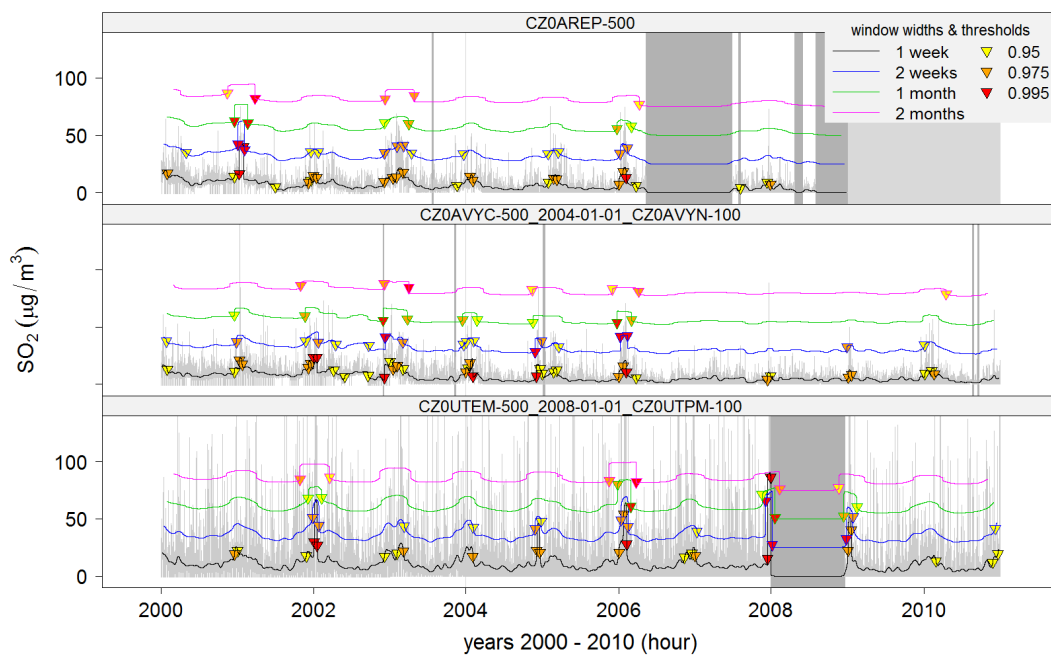 CZ0AREP-500
window widths & thresholds
1 week 0.95
2 weeks 0.975
1 month 0.995
2 months
100
50
0
CZ0AVYC-500_2004-01-01_CZ0AVYN-100
SO2 (µg/m3)
CZ0UTEM-500_2008-01-01_CZ0UTPM-100
100
50
0
2000 2002 2004 2006 2008 2010
years 2000 - 2010 (hour)